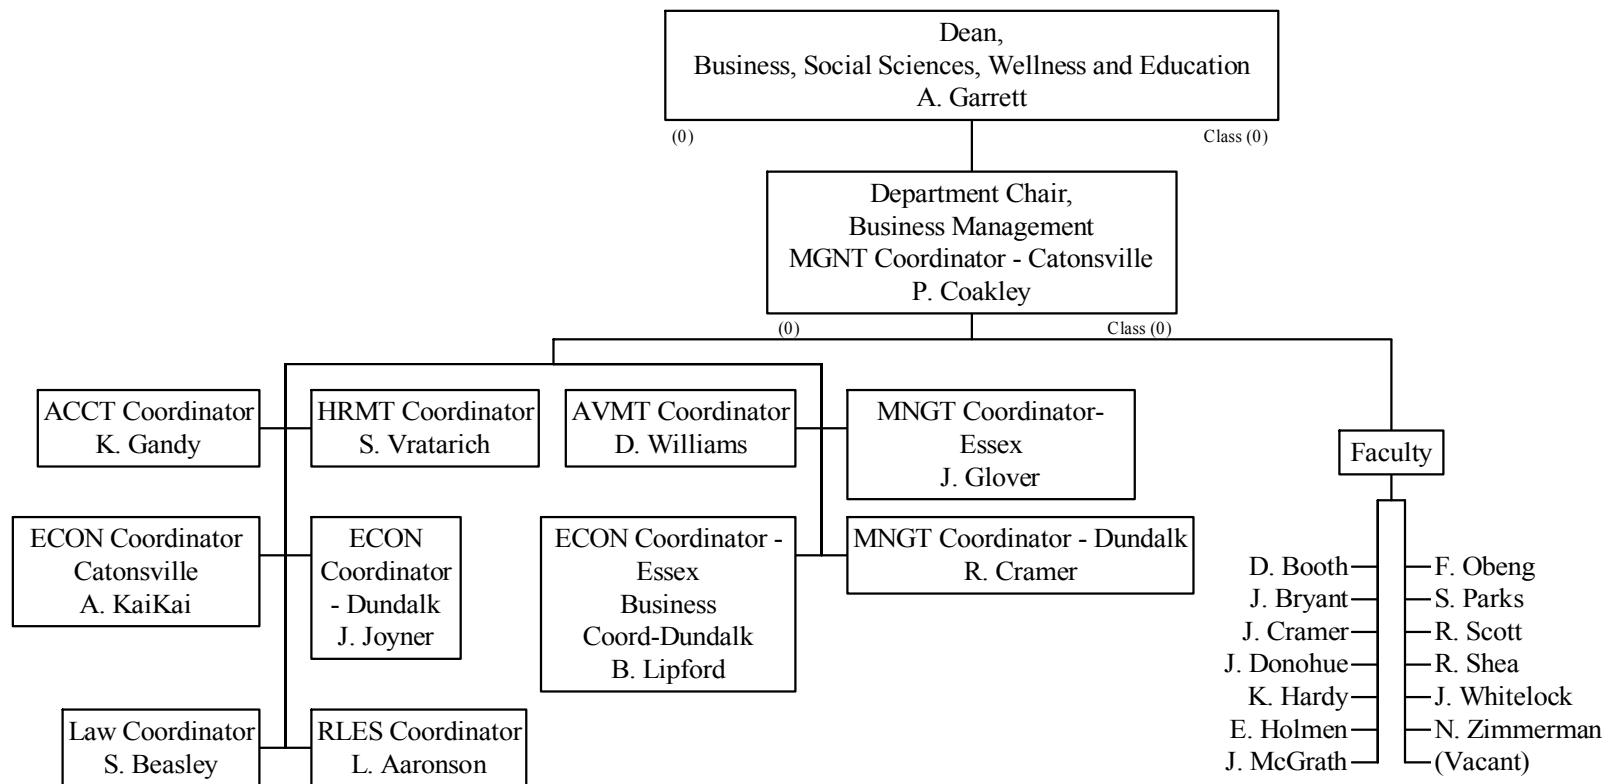 Dean,
Business, Social Sciences, Wellness and Education
A. Garrett
(0)
Class (0)
Department Chair,
Business Management
MGNT Coordinator - Catonsville
P. Coakley
(0)
Class (0)
ACCT Coordinator
K. Gandy
HRMT Coordinator
S. Vratarich
AVMT Coordinator
D. Williams
MNGT Coordinator-
Essex
J. Glover
ECON Coordinator
Catonsville
A. KaiKai
ECON
Coordinator
- Dundalk
J. Joyner
ECON Coordinator -
Essex
Business
Coord-Dundalk
B. Lipford
MNGT Coordinator - Dundalk
R. Cramer
Law Coordinator
S. Beasley
RLES Coordinator
L. Aaronson
Faculty
D. Booth
J. Bryant
J. Cramer
J. Donohue
K. Hardy
E. Holmen
J. McGrath
F. Obeng
S. Parks
R. Scott
R. Shea
J. Whitelock
N. Zimmerman
(Vacant)